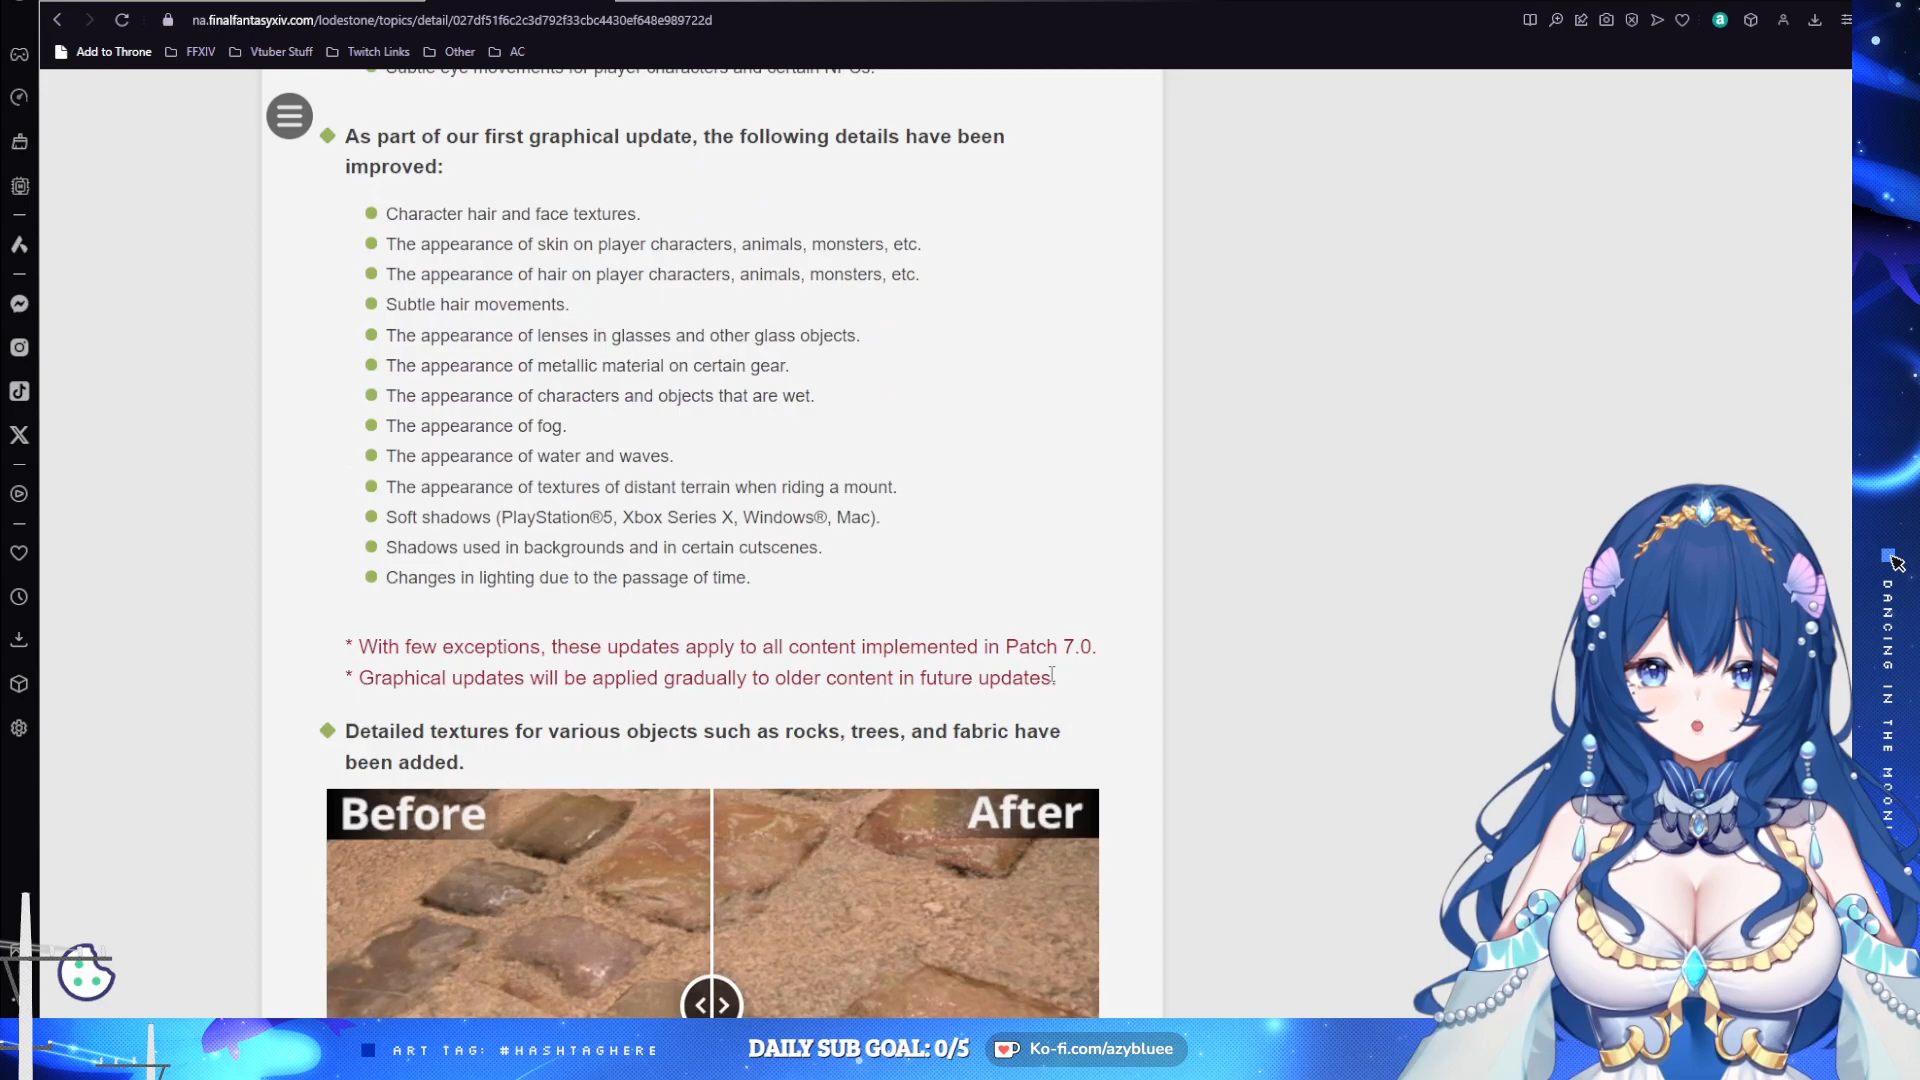 na.finalfantasyxiv.com/lodestone/topics/detail/027df51f6c2c3d792f33cbc4430ef648e989722d
Add to Throne
FFXIV
Vtuber Stuff
Twitch Links
Other
AC
Subtle eye movements for player characters and certain NPCs.
As part of our first graphical update, the following details have been
improved:
Character hair and face textures.
The appearance of skin on player characters, animals, monsters, etc.
The appearance of hair on player characters, animals, monsters, etc.
Subtle hair movements.
The appearance of lenses in glasses and other glass objects.
The appearance of metallic material on certain gear.
The appearance of characters and objects that are wet.
The appearance of fog.
The appearance of water and waves.
The appearance of textures of distant terrain when riding a mount.
Soft shadows (PlayStation®5, Xbox Series X, Windows®, Mac).
Shadows used in backgrounds and in certain cutscenes.
Changes in lighting due to the passage of time.
* With few exceptions, these updates apply to all content implemented in Patch 7.0.
* Graphical updates will be applied gradually to older content in future updates.
Detailed textures for various objects such as rocks, trees, and fabric have
been added.
Before
After
DANCING IN THE MOON!
ART TAG: #HASHTAGHERE
DAILY SUB GOAL: 0/5
Ko-fi.com/azybluee